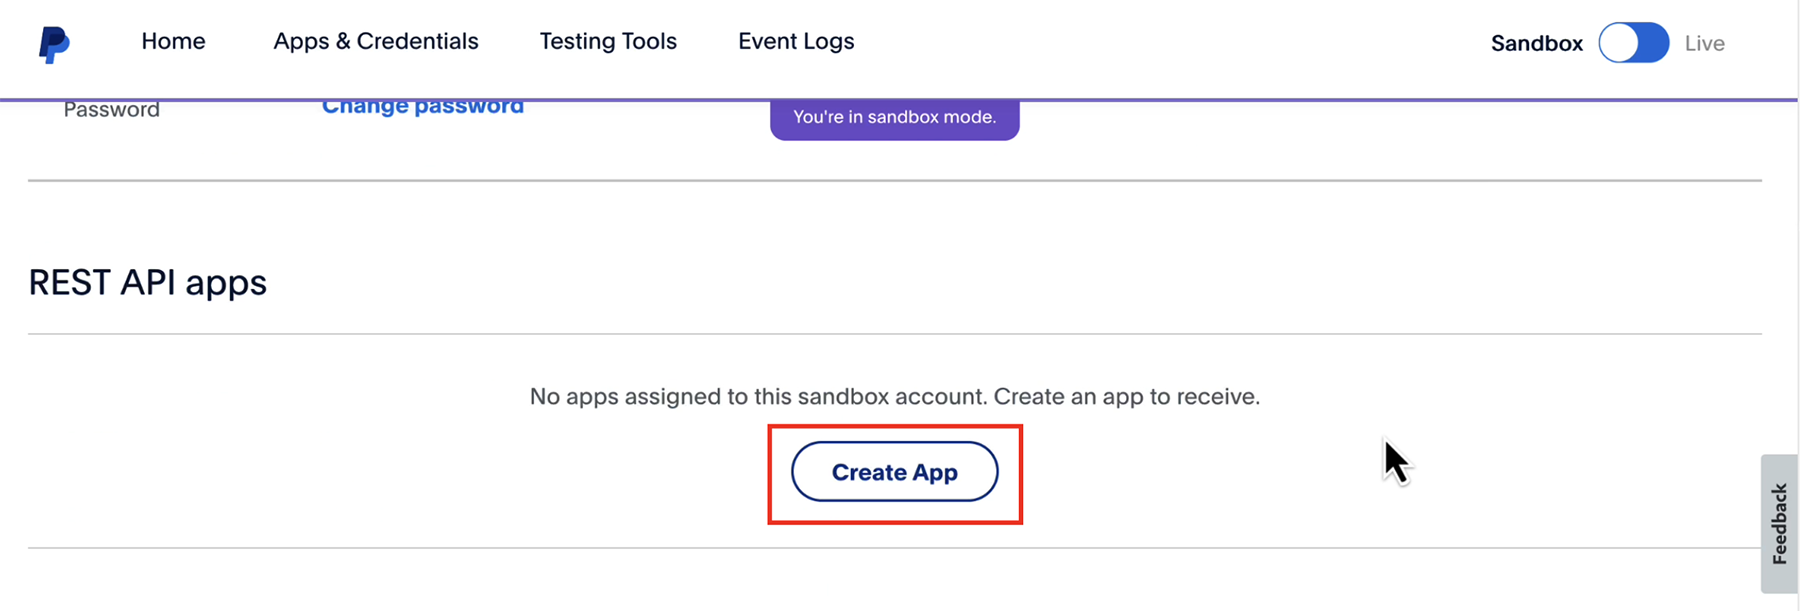 Home
Apps & Credentials
Testing Tools
Event Logs
Sandbox
Live
Password
Change password
You're in sandbox mode.
REST API apps
No apps assigned to this sandbox account. Create an app to receive.
Create App
Feedback